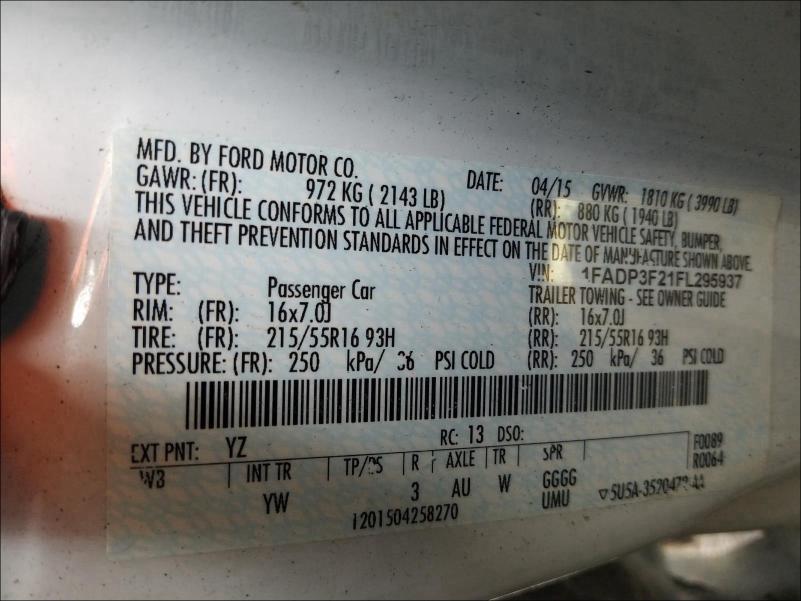 MFD. BY FORD MOTOR CO.
DATE: 04/15 GVWR: 1810 KG ( 3990 LB)
GAWR: (FR): 972 KG ( 2143 LB) (RR): 880 KG ( 1940 LB)
THIS VEHICLE CONFORMS TO ALL APPLICABLE FEDERAL MOTOR VEHICLE SAFETY, BUMPER,
AND THEFT PREVENTION STANDARDS IN EFFECT ON THE DATE OF MANUFACTURE SHOWN ABOVE.
VIN: 1FADP3F21FL295937
TYPE: Passenger Car TRAILER TOWING - SEE OWNER GUIDE
RIM: (FR): 16x7.0J (RR): 16x7.0J
TIRE: (FR): 215/55R16 93H (RR): 215/55R16 93H
PRESSURE: (FR): 250 kPa/ 36 PSI COLD (RR): 250 kPa/ 36 PSI COLD
EXT PNT: YZ RC: 13 DSO:
F0089
R0064
INT TR TP/PS R AXLE TR SPR
W3 YW 3 AU W GGGG
UMU
1201504258270